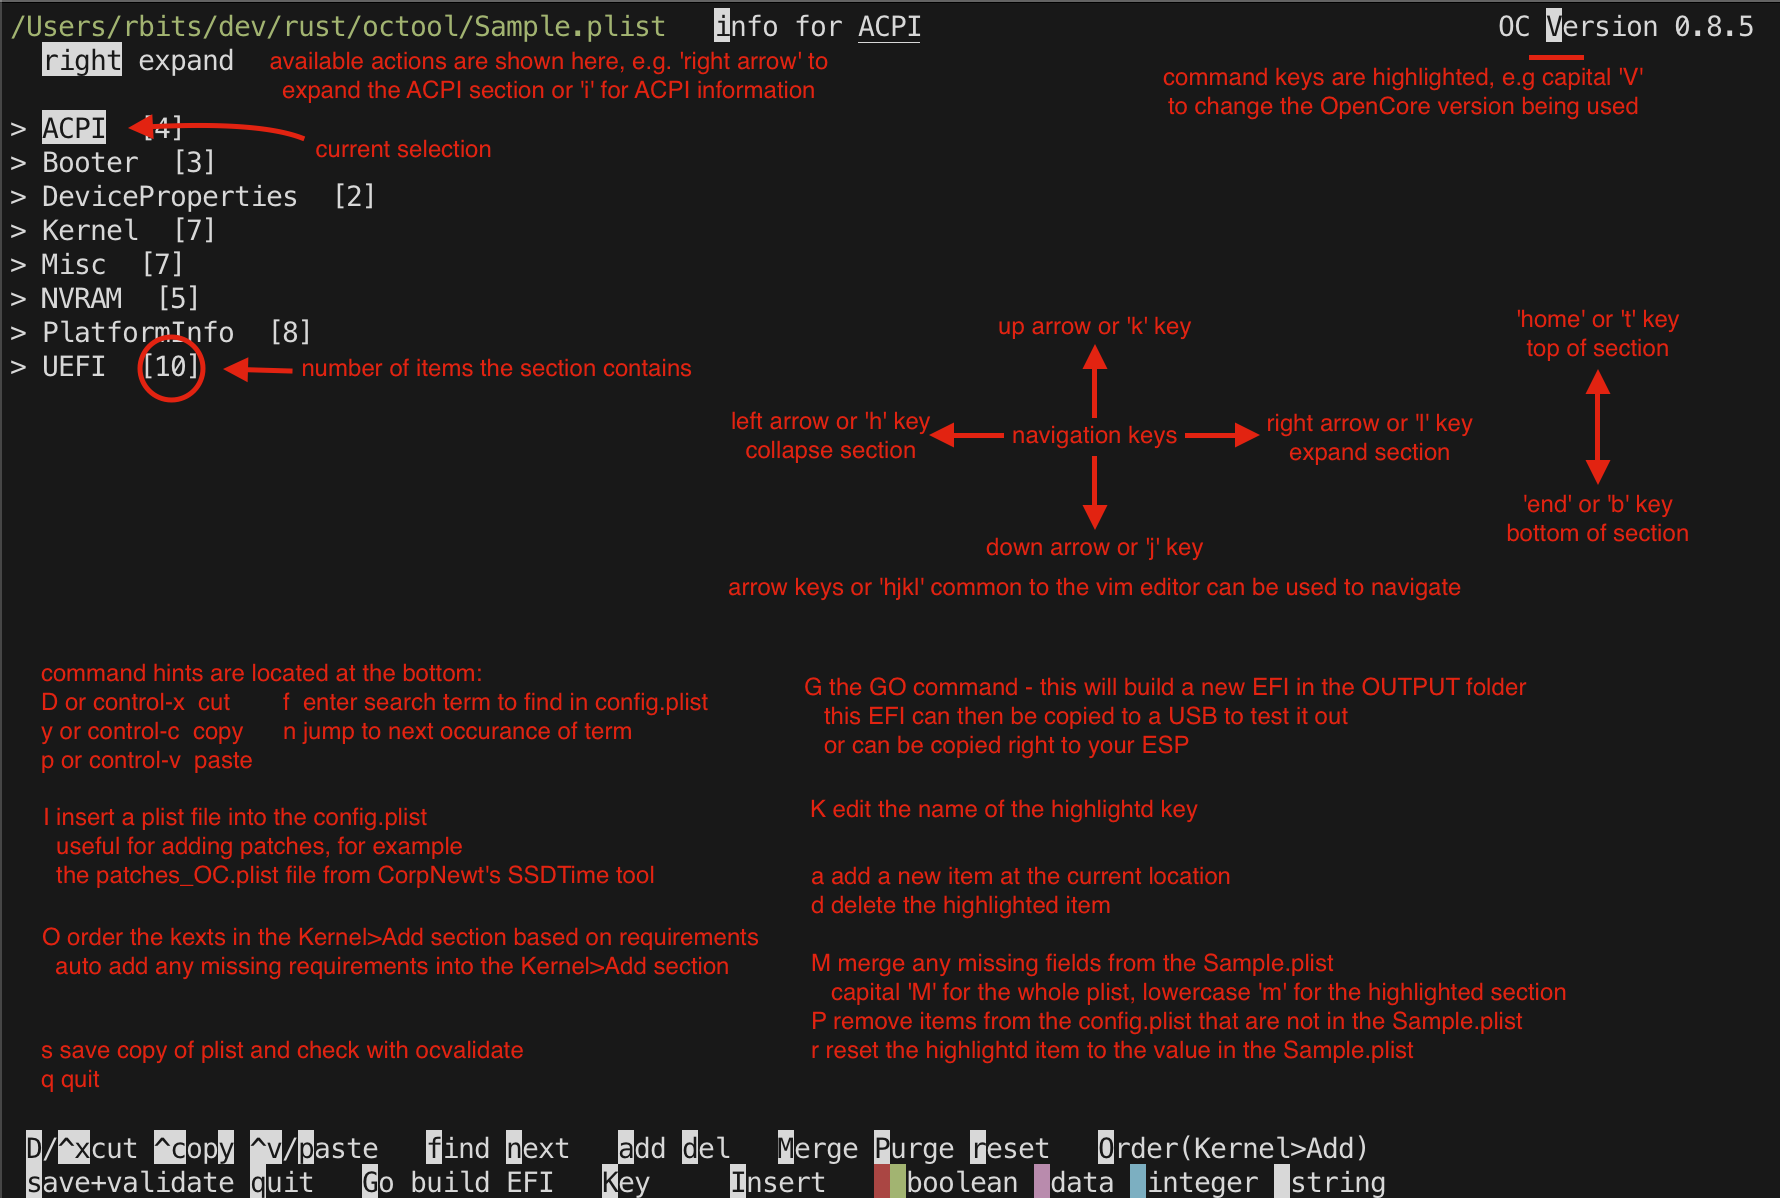 /Users/rbits/dev/rust/octool/Sample.plist   info for ACPI   OC Version 0.8.5
right expand
available actions are shown here, e.g. 'right arrow' to
expand the ACPI section or 'i' for ACPI information
command keys are highlighted, e.g capital 'V'
to change the OpenCore version being used
> ACPI  [4]
current selection
> Booter  [3]
> DeviceProperties  [2]
> Kernel  [7]
> Misc  [7]
> NVRAM  [5]
> PlatformInfo  [8]
> UEFI  [10]
number of items the section contains
up arrow or 'k' key
left arrow or 'h' key
collapse section
navigation keys
right arrow or 'l' key
expand section
down arrow or 'j' key
arrow keys or 'hjkl' common to the vim editor can be used to navigate
'home' or 't' key
top of section
'end' or 'b' key
bottom of section
command hints are located at the bottom:
D or control-x  cut   f  enter search term to find in config.plist
y or control-c  copy   n jump to next occurance of term
p or control-v  paste
I insert a plist file into the config.plist
useful for adding patches, for example
the patches_OC.plist file from CorpNewt's SSDTime tool
O order the kexts in the Kernel>Add section based on requirements
auto add any missing requirements into the Kernel>Add section
s save copy of plist and check with ocvalidate
q quit
G the GO command - this will build a new EFI in the OUTPUT folder
this EFI can then be copied to a USB to test it out
or can be copied right to your ESP
K edit the name of the highlightd key
a add a new item at the current location
d delete the highlighted item
M merge any missing fields from the Sample.plist
capital 'M' for the whole plist, lowercase 'm' for the highlighted section
P remove items from the config.plist that are not in the Sample.plist
r reset the highlightd item to the value in the Sample.plist
D/^xcut ^copy ^v/paste   find next   add del   Merge Purge reset   Order(Kernel>Add)
save+validate quit   Go build EFI   Key   Insert   boolean data integer string